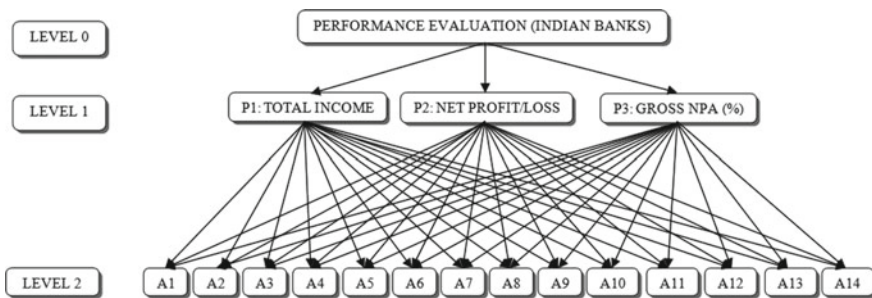 LEVEL 0
PERFORMANCE EVALUATION (INDIAN BANKS)
LEVEL 1
P1: TOTAL INCOME
P2: NET PROFIT/LOSS
P3: GROSS NPA (%)
LEVEL 2
A1
A2
A3
A4
A5
A6
A7
A8
A9
A10
A11
A12
A13
A14